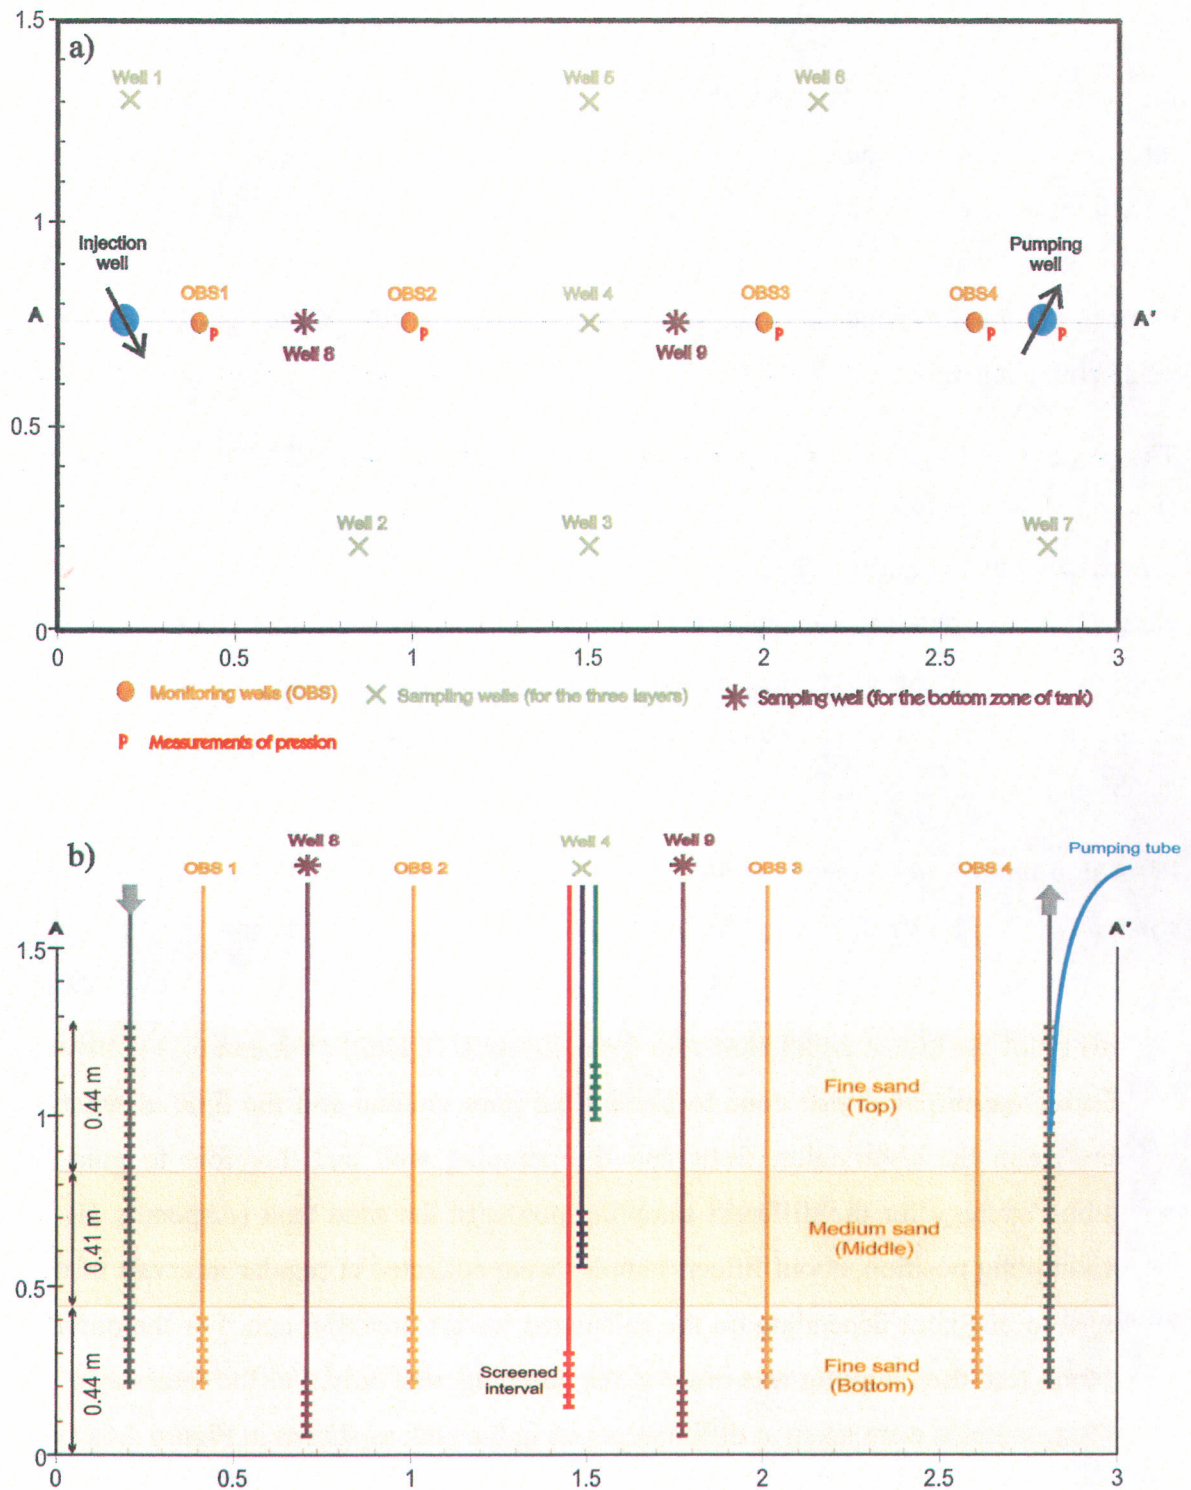 1.5
a)
Well 1
Well 5
Well 6
1
Injection
well
Pumping
well
OBS1
OBS2
Well 4
OBS3
OBS4
A
A'
P
P
P
P
P
Well 8
Well 9
0.5
Well 2
Well 3
Well 7
0
0
0.5
1
1.5
2
2.5
3
Monitoring wells (OBS)
Sampling wells (for the three layers)
Sampling well (for the bottom zone of tank)
P Measurements of pression
b)
Well 8
Well 4
Well 9
Pumping tube
OBS 1
OBS 2
OBS 3
OBS 4
A
A'
1.5
0.44 m
Fine sand
(Top)
1
0.41 m
Medium sand
(Middle)
0.5
0.44 m
Screened
interval
Fine sand
(Bottom)
0
0
0.5
1
1.5
2
2.5
3